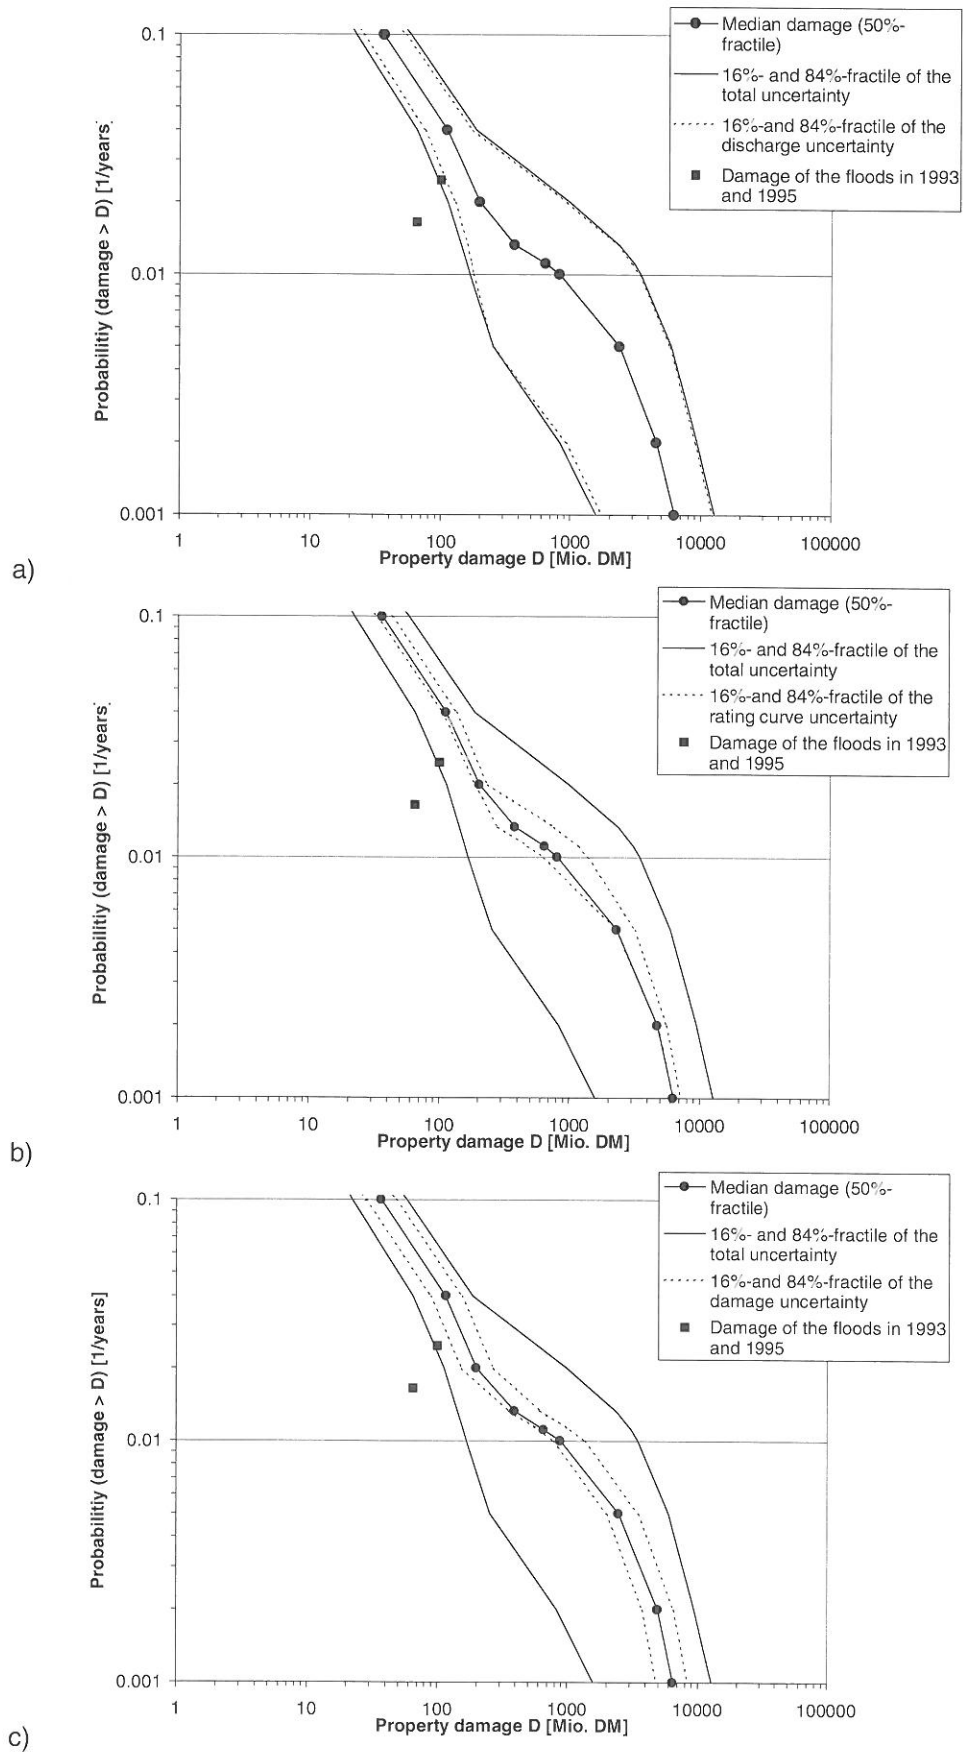 Median damage (50%-
fractile)
16%- and 84%-fractile of the
total uncertainty
16%-and 84%-fractile of the
discharge uncertainty
Damage of the floods in 1993
and 1995
Probabilitiy (damage > D) [1/years]
0.1
0.01
0.001
1 10 100 1000 10000 100000
Property damage D [Mio. DM]
a)
Median damage (50%-
fractile)
16%- and 84%-fractile of the
total uncertainty
16%-and 84%-fractile of the
rating curve uncertainty
Damage of the floods in 1993
and 1995
Probabilitiy (damage > D) [1/years]
0.1
0.01
0.001
1 10 100 1000 10000 100000
Property damage D [Mio. DM]
b)
Median damage (50%-
fractile)
16%- and 84%-fractile of the
total uncertainty
16%-and 84%-fractile of the
damage uncertainty
Damage of the floods in 1993
and 1995
Probabilitiy (damage > D) [1/years]
0.1
0.01
0.001
1 10 100 1000 10000 100000
Property damage D [Mio. DM]
c)